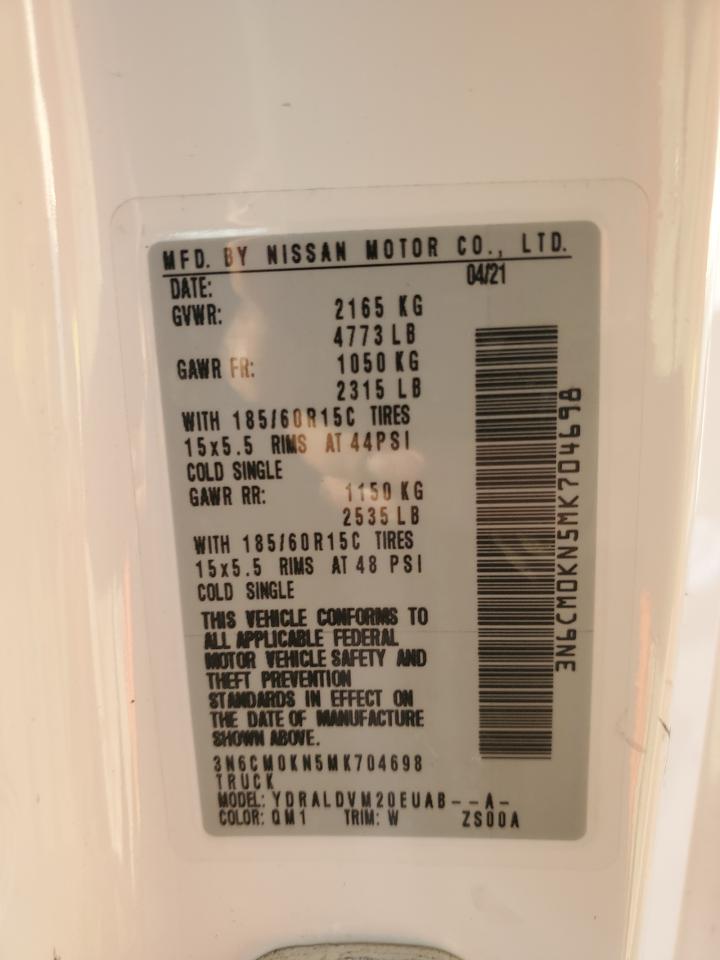 MFD. BY NISSAN MOTOR CO., LTD.
DATE: 04/21
GVWR: 2165 KG
4773 LB
GAWR FR: 1050 KG
2315 LB
WITH 185/60R15C TIRES
15x5.5 RIMS AT 44PSI
COLD SINGLE
GAWR RR: 1150 KG
2535 LB
WITH 185/60R15C TIRES
15x5.5 RIMS AT 48 PSI
COLD SINGLE
THIS VEHICLE CONFORMS TO
ALL APPLICABLE FEDERAL
MOTOR VEHICLE SAFETY AND
THEFT PREVENTION
STANDARDS IN EFFECT ON
THE DATE OF MANUFACTURE
SHOWN ABOVE.
3N6CM0KN5MK704698
TRUCK
MODEL: YDRALDVM20EUAB--A-
COLOR: QM1 TRIM: W ZS00A
3N6CM0KN5MK704698